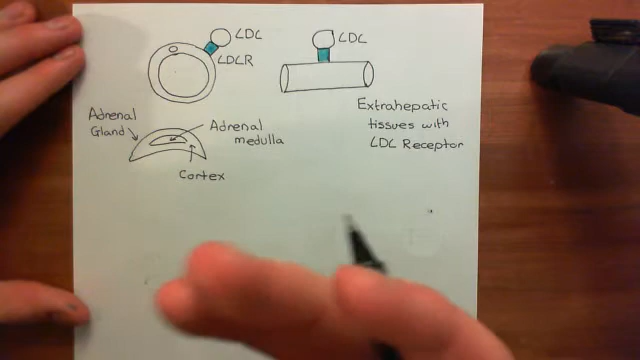 LDL
LDLR
LDL
Extrahepatic
tissues with
LDL Receptor
Adrenal
Gland
Adrenal
medulla
Cortex